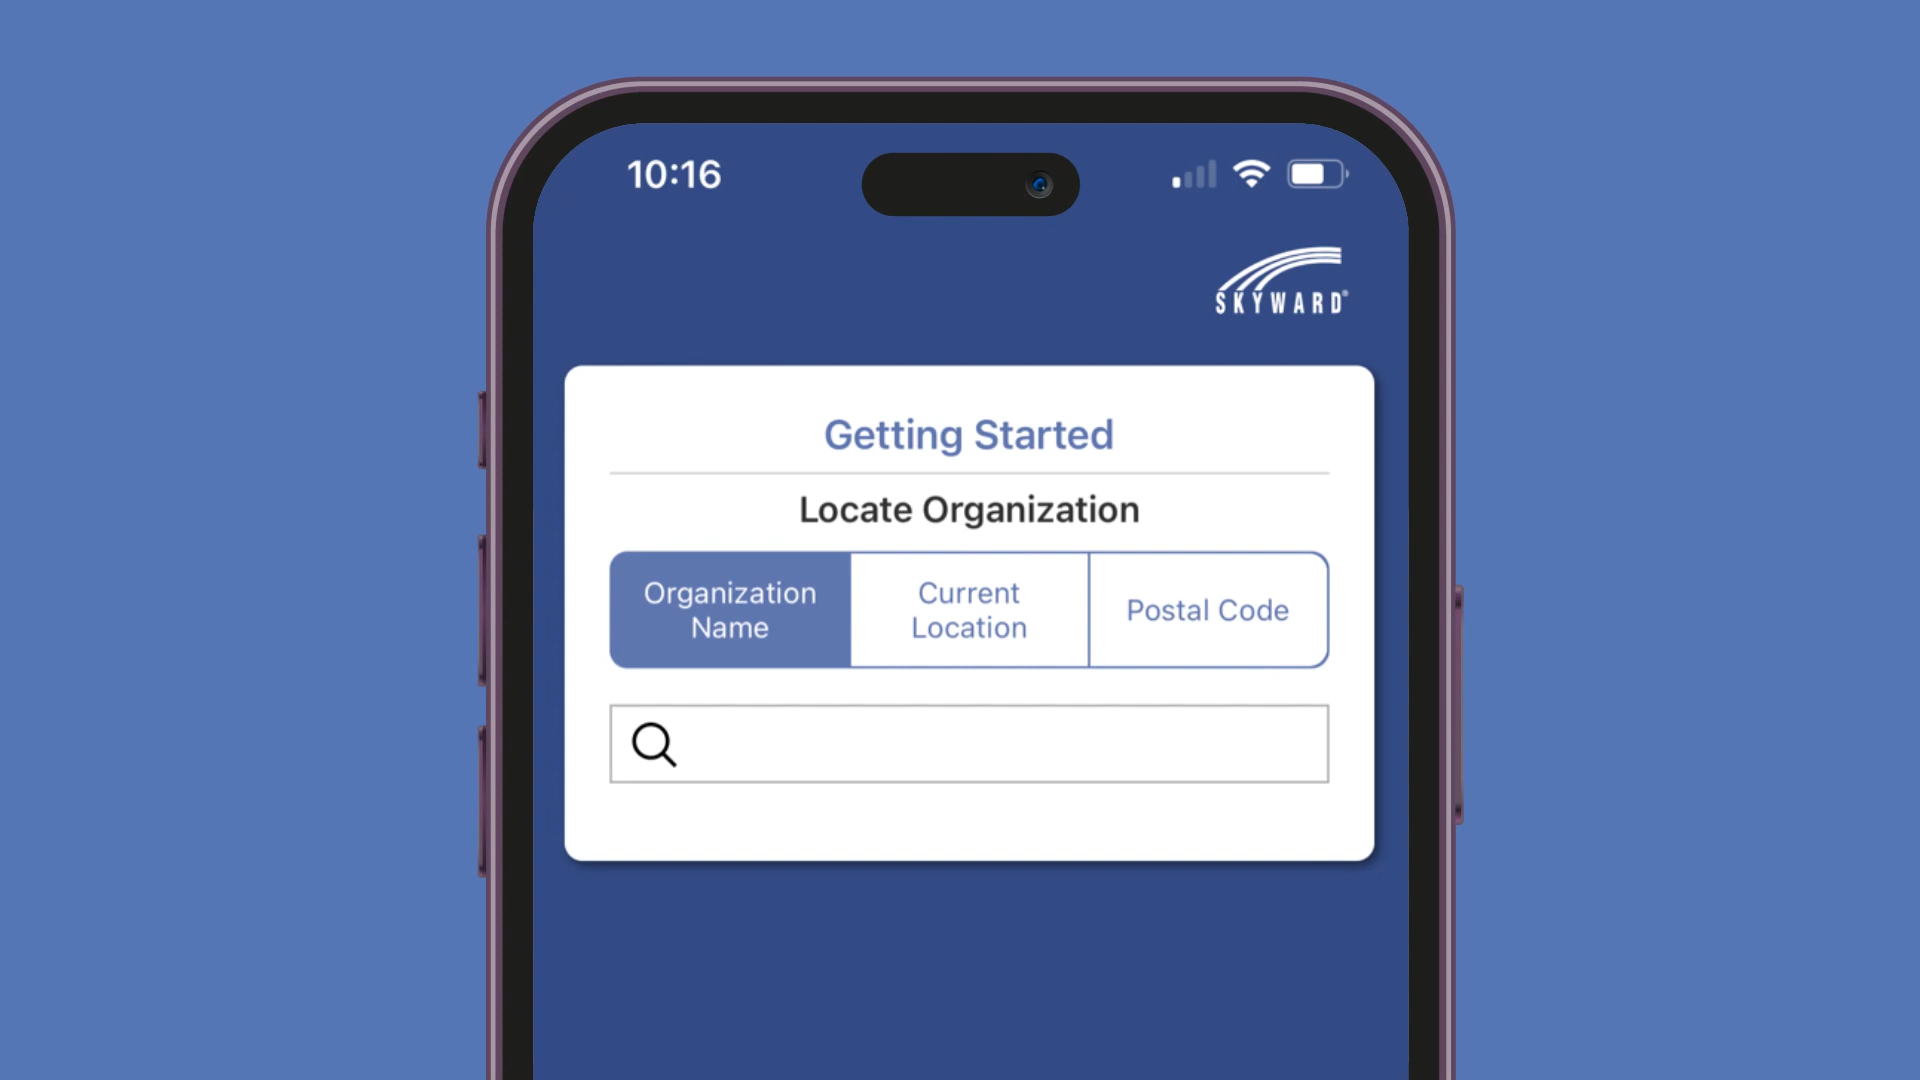 10:16
SKYWARD®
Getting Started
Locate Organization
Organization
Name
Current
Location
Postal Code